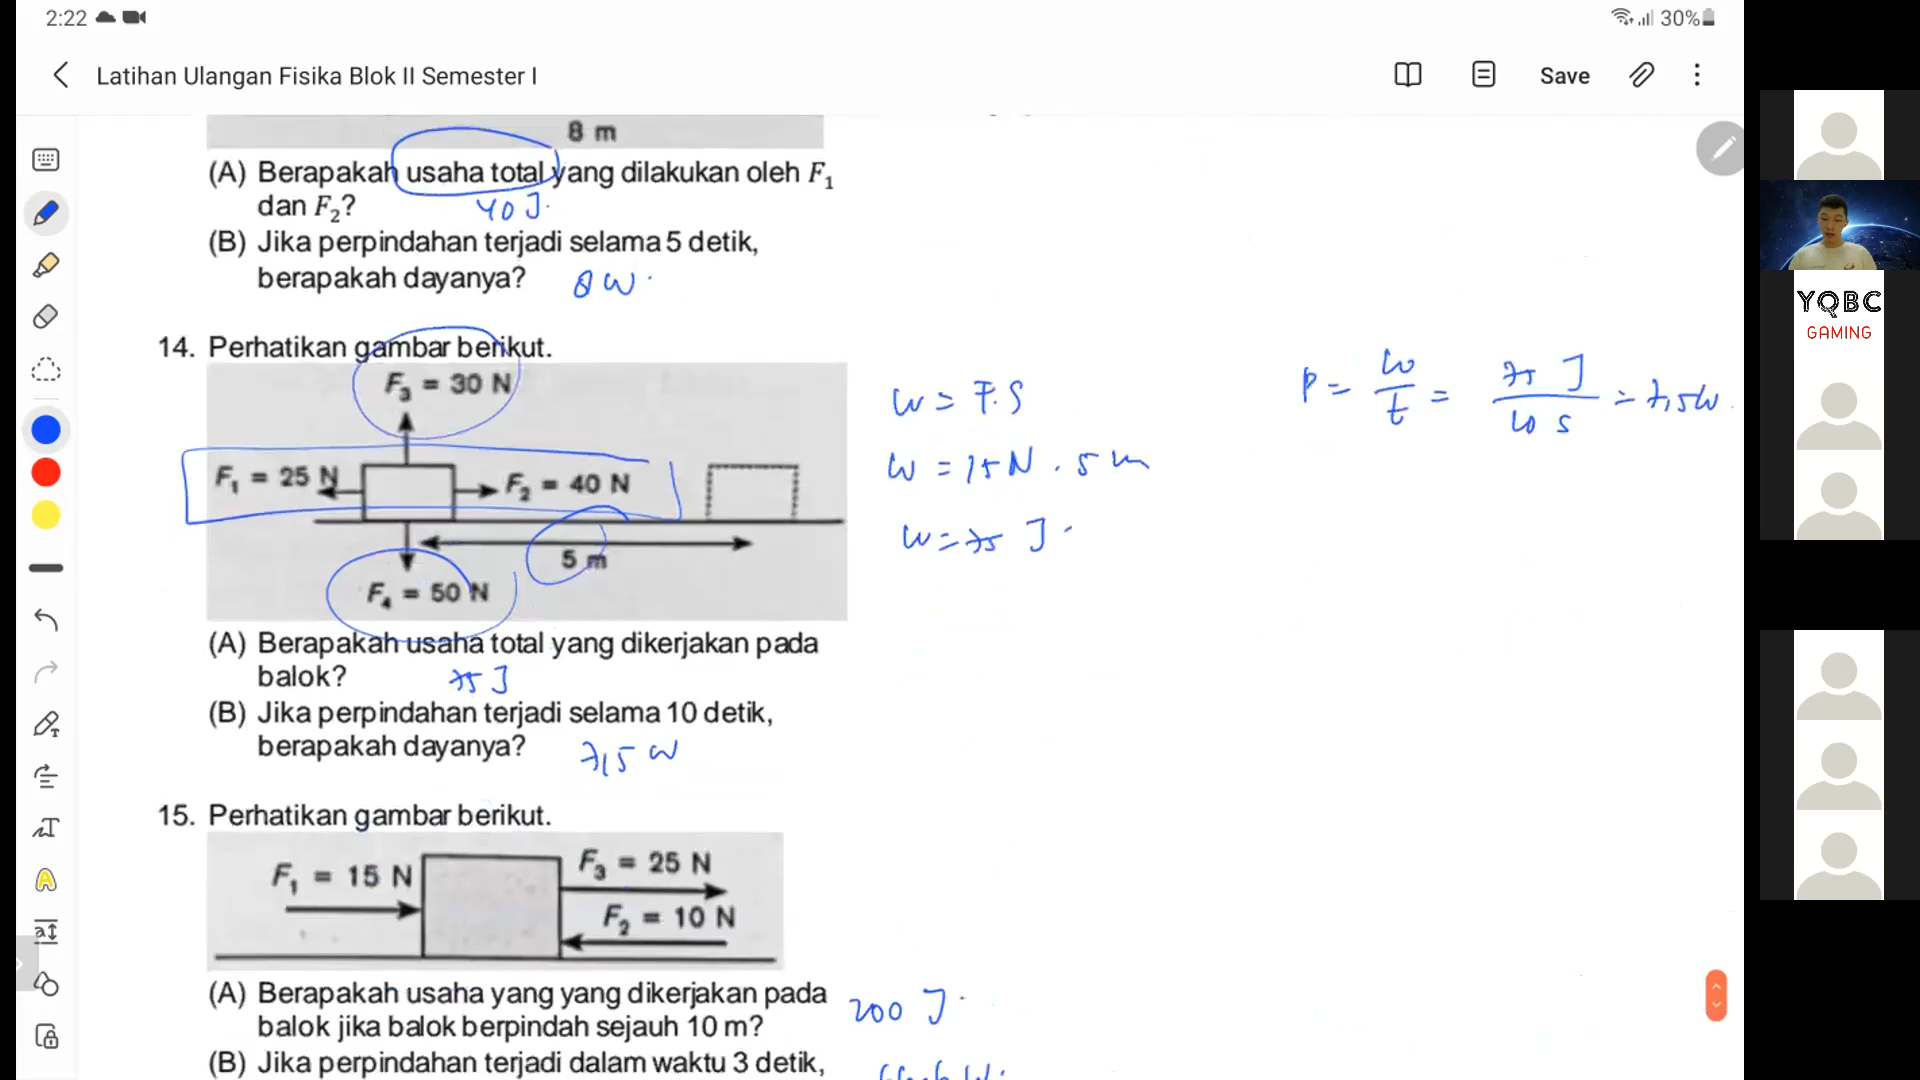 2:22
30%
Latihan Ulangan Fisika Blok II Semester I
Save
8 m
(A) Berapakah usaha total yang dilakukan oleh F₁
dan F₂?
40 J.
(B) Jika perpindahan terjadi selama 5 detik,
berapakah dayanya?
8 W.
14. Perhatikan gambar berikut.
F₃ = 30 N
F₁ = 25 N
F₂ = 40 N
5 m
F₄ = 50 N
W = F.S
W = 15N . 5 m
W = 75 J.
P = W/t = 75 J/10 s = 7,5W.
(A) Berapakah usaha total yang dikerjakan pada
balok?
75 J
(B) Jika perpindahan terjadi selama 10 detik,
berapakah dayanya?
7,5 W
15. Perhatikan gambar berikut.
F₁ = 15 N
F₃ = 25 N
F₂ = 10 N
(A) Berapakah usaha yang yang dikerjakan pada
balok jika balok berpindah sejauh 10 m?
300 J.
(B) Jika perpindahan terjadi dalam waktu 3 detik,
YQBC
GAMING